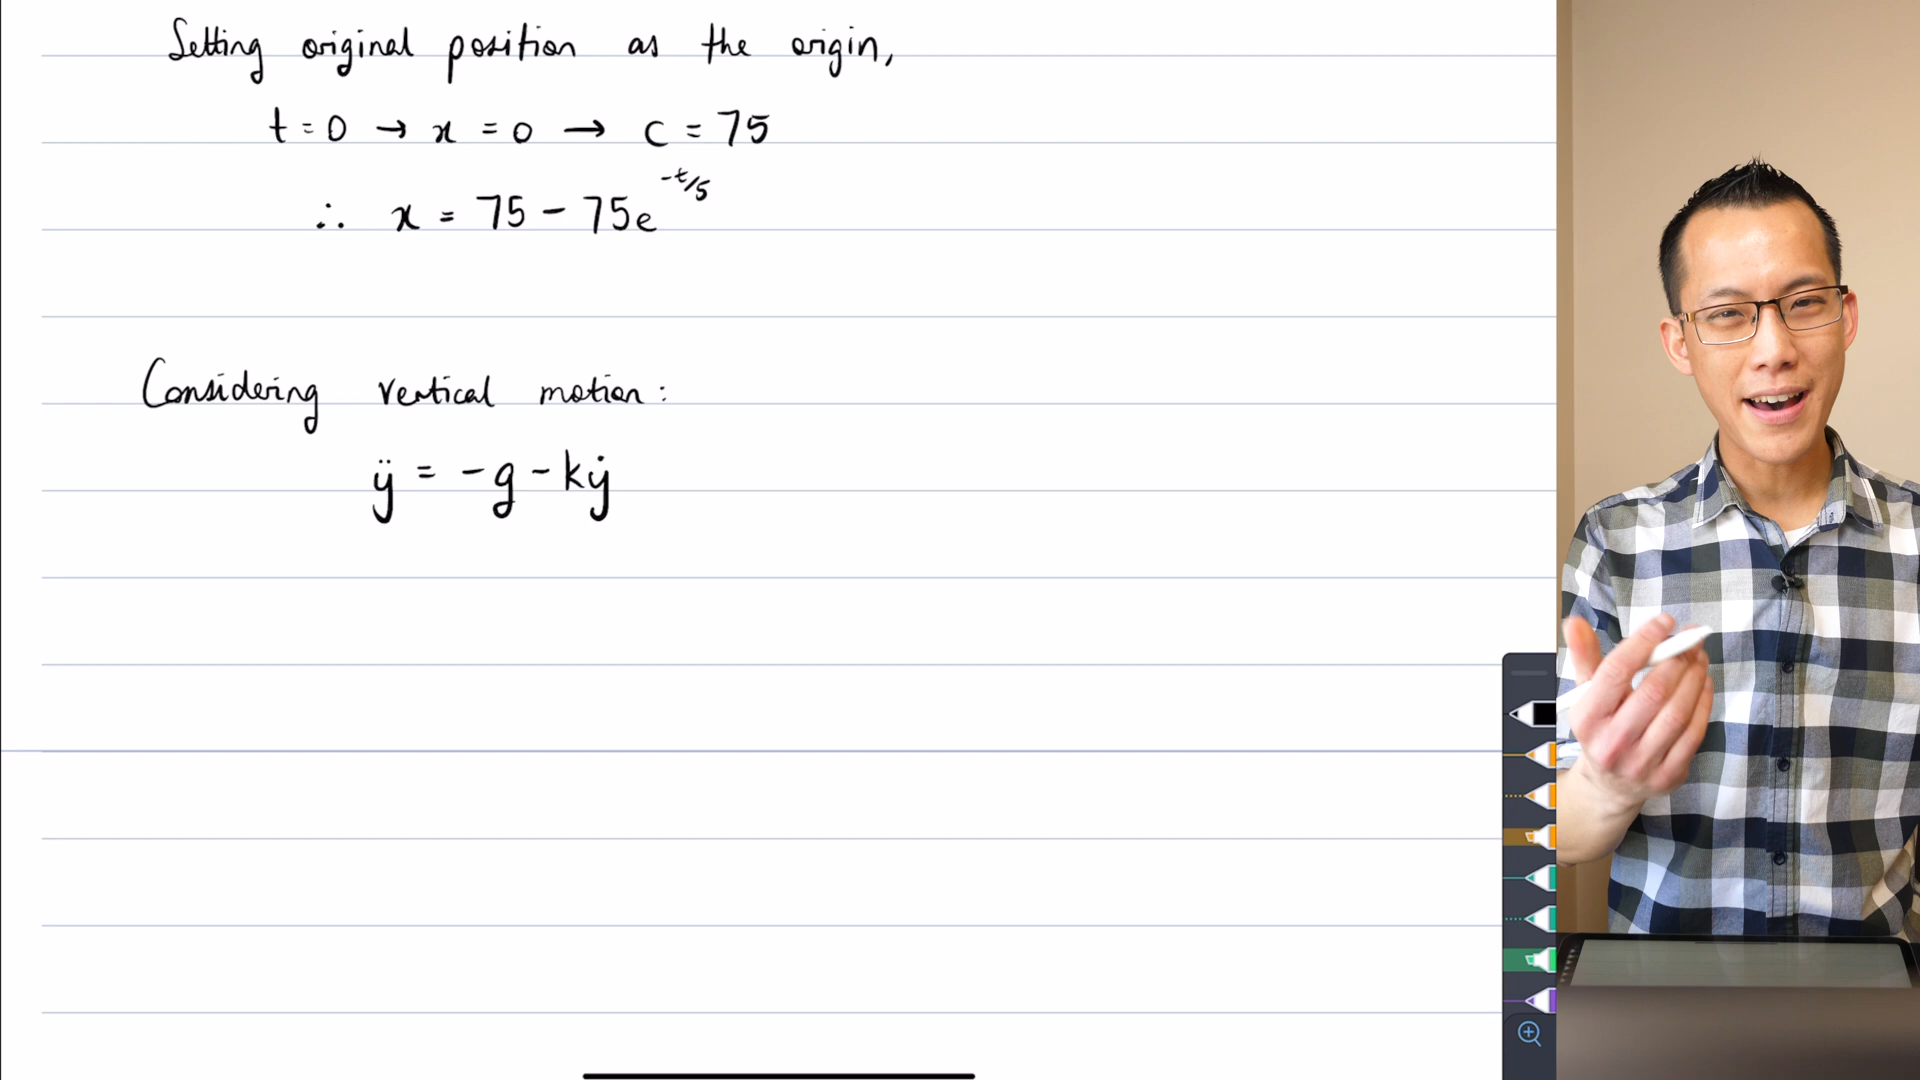 Setting original position as the origin,
t = 0 → x = 0 → c = 75
∴ x = 75 - 75e^{-t/5}
Considering vertical motion:
ÿ = -g - kẏ